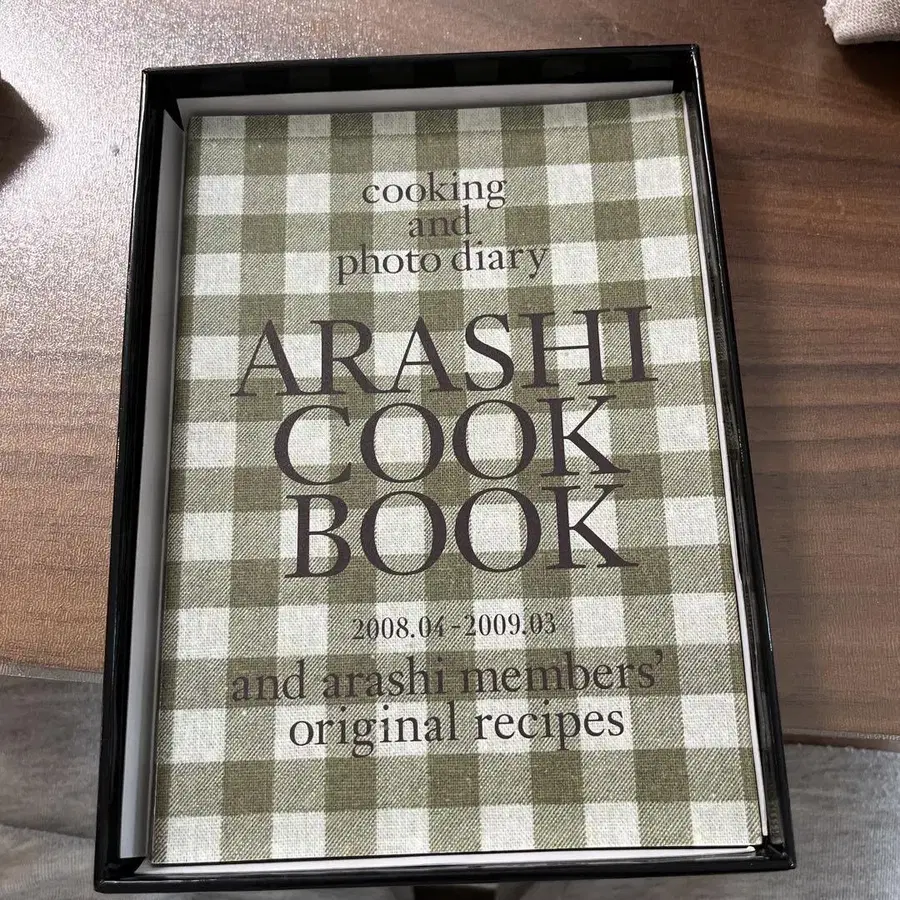 cooking
and
photo diary
ARASHI
COOK
BOOK
2008.04-2009.03
and arashi members’
original recipes